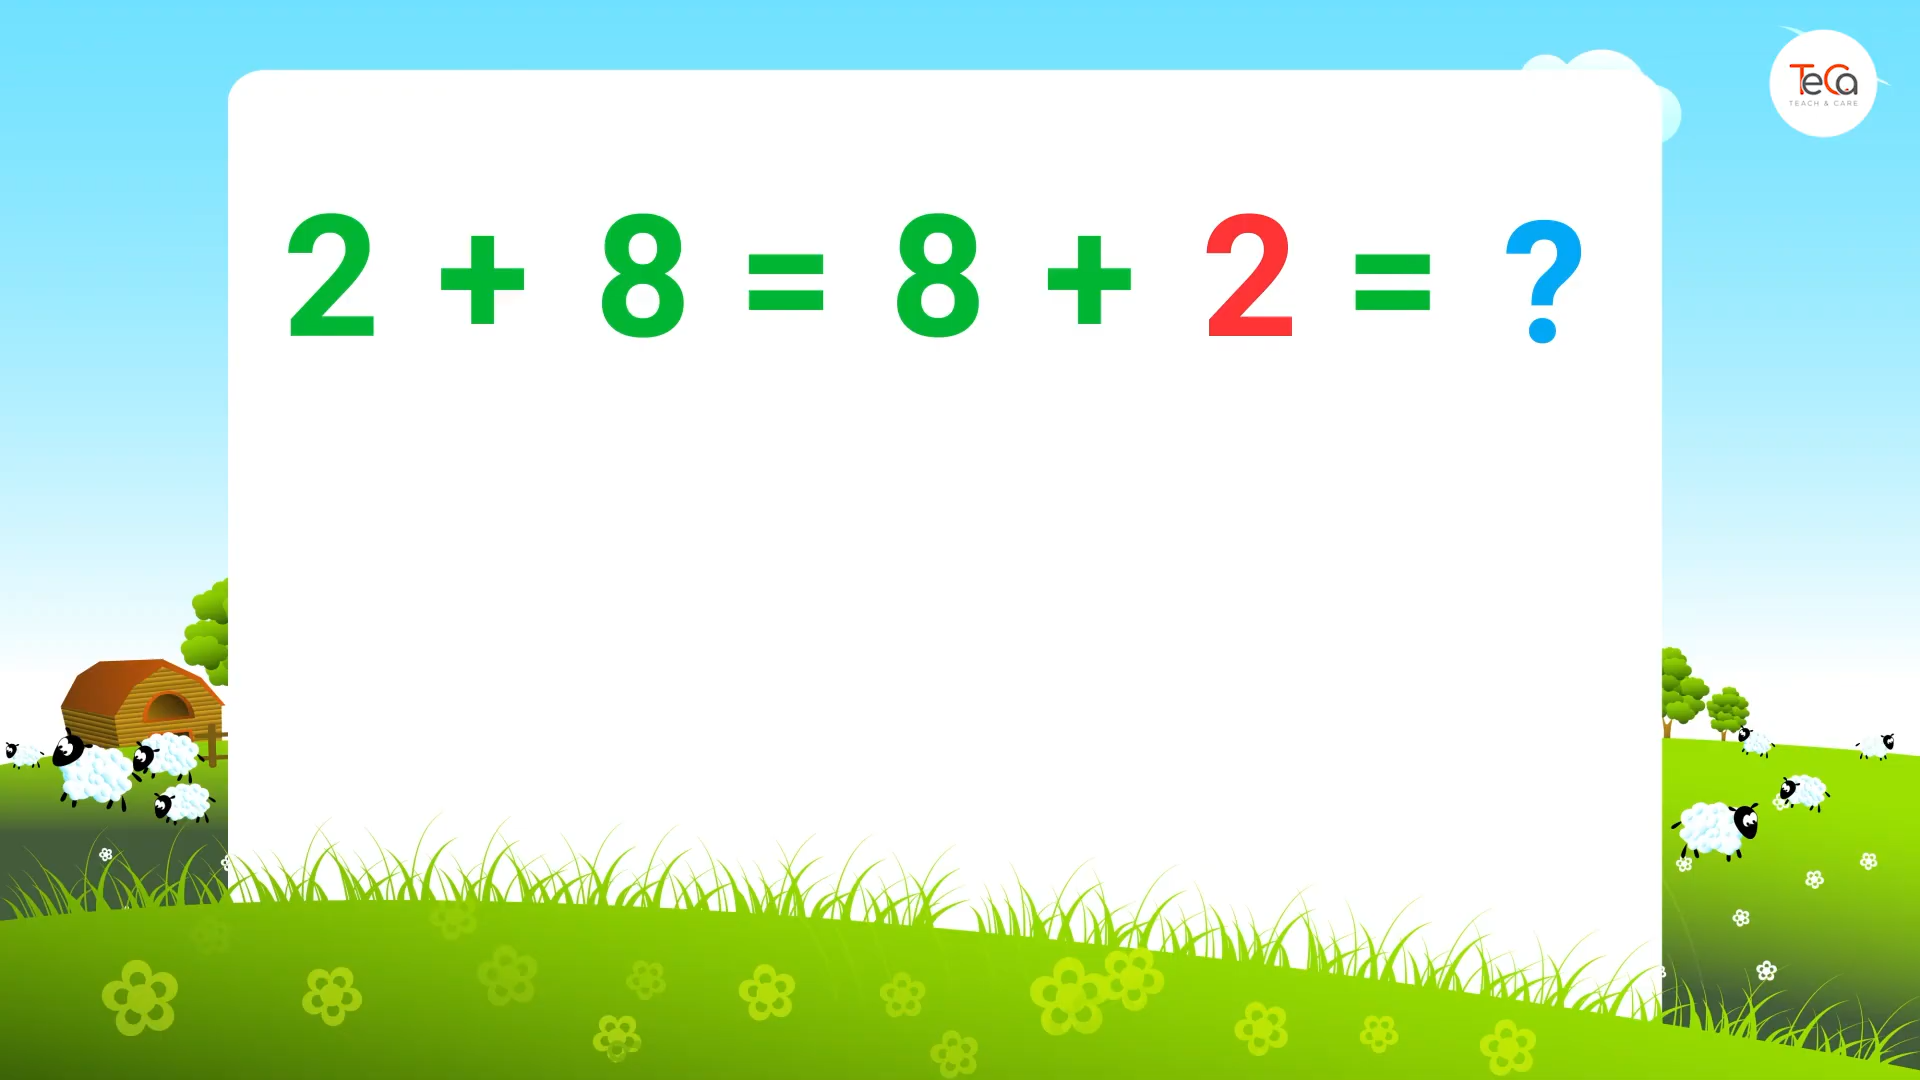 TeCa
TEACH & CARE
2 + 8 = 8 + 2 = ?